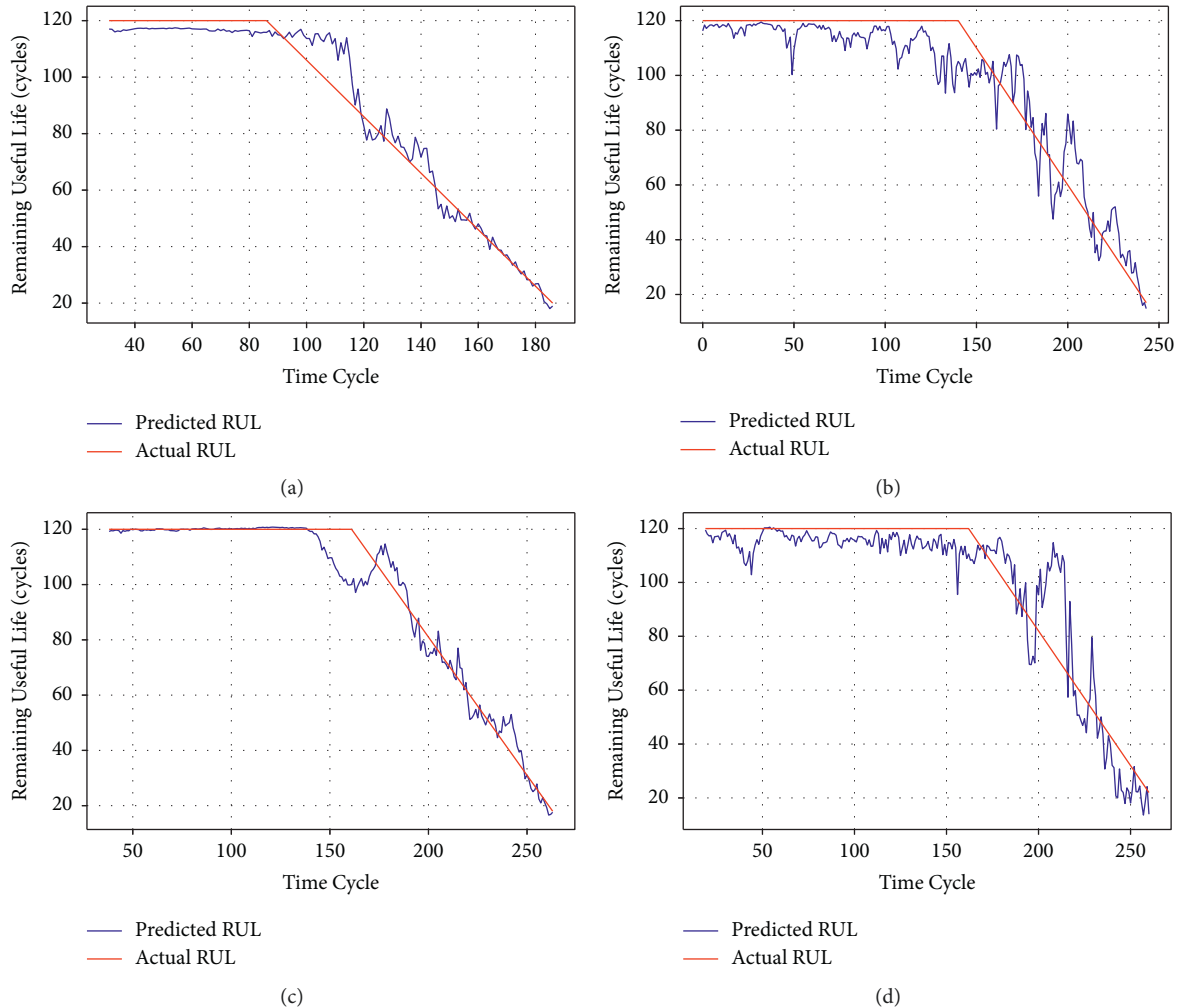 120
100
80
60
40
20
Remaining Useful Life (cycles)
40 60 80 100 120 140 160 180
Time Cycle
Predicted RUL
Actual RUL
(a)
120
100
80
60
40
20
Remaining Useful Life (cycles)
0 50 100 150 200 250
Time Cycle
Predicted RUL
Actual RUL
(b)
120
100
80
60
40
20
Remaining Useful Life (cycles)
50 100 150 200 250
Time Cycle
Predicted RUL
Actual RUL
(c)
120
100
80
60
40
20
Remaining Useful Life (cycles)
50 100 150 200 250
Time Cycle
Predicted RUL
Actual RUL
(d)